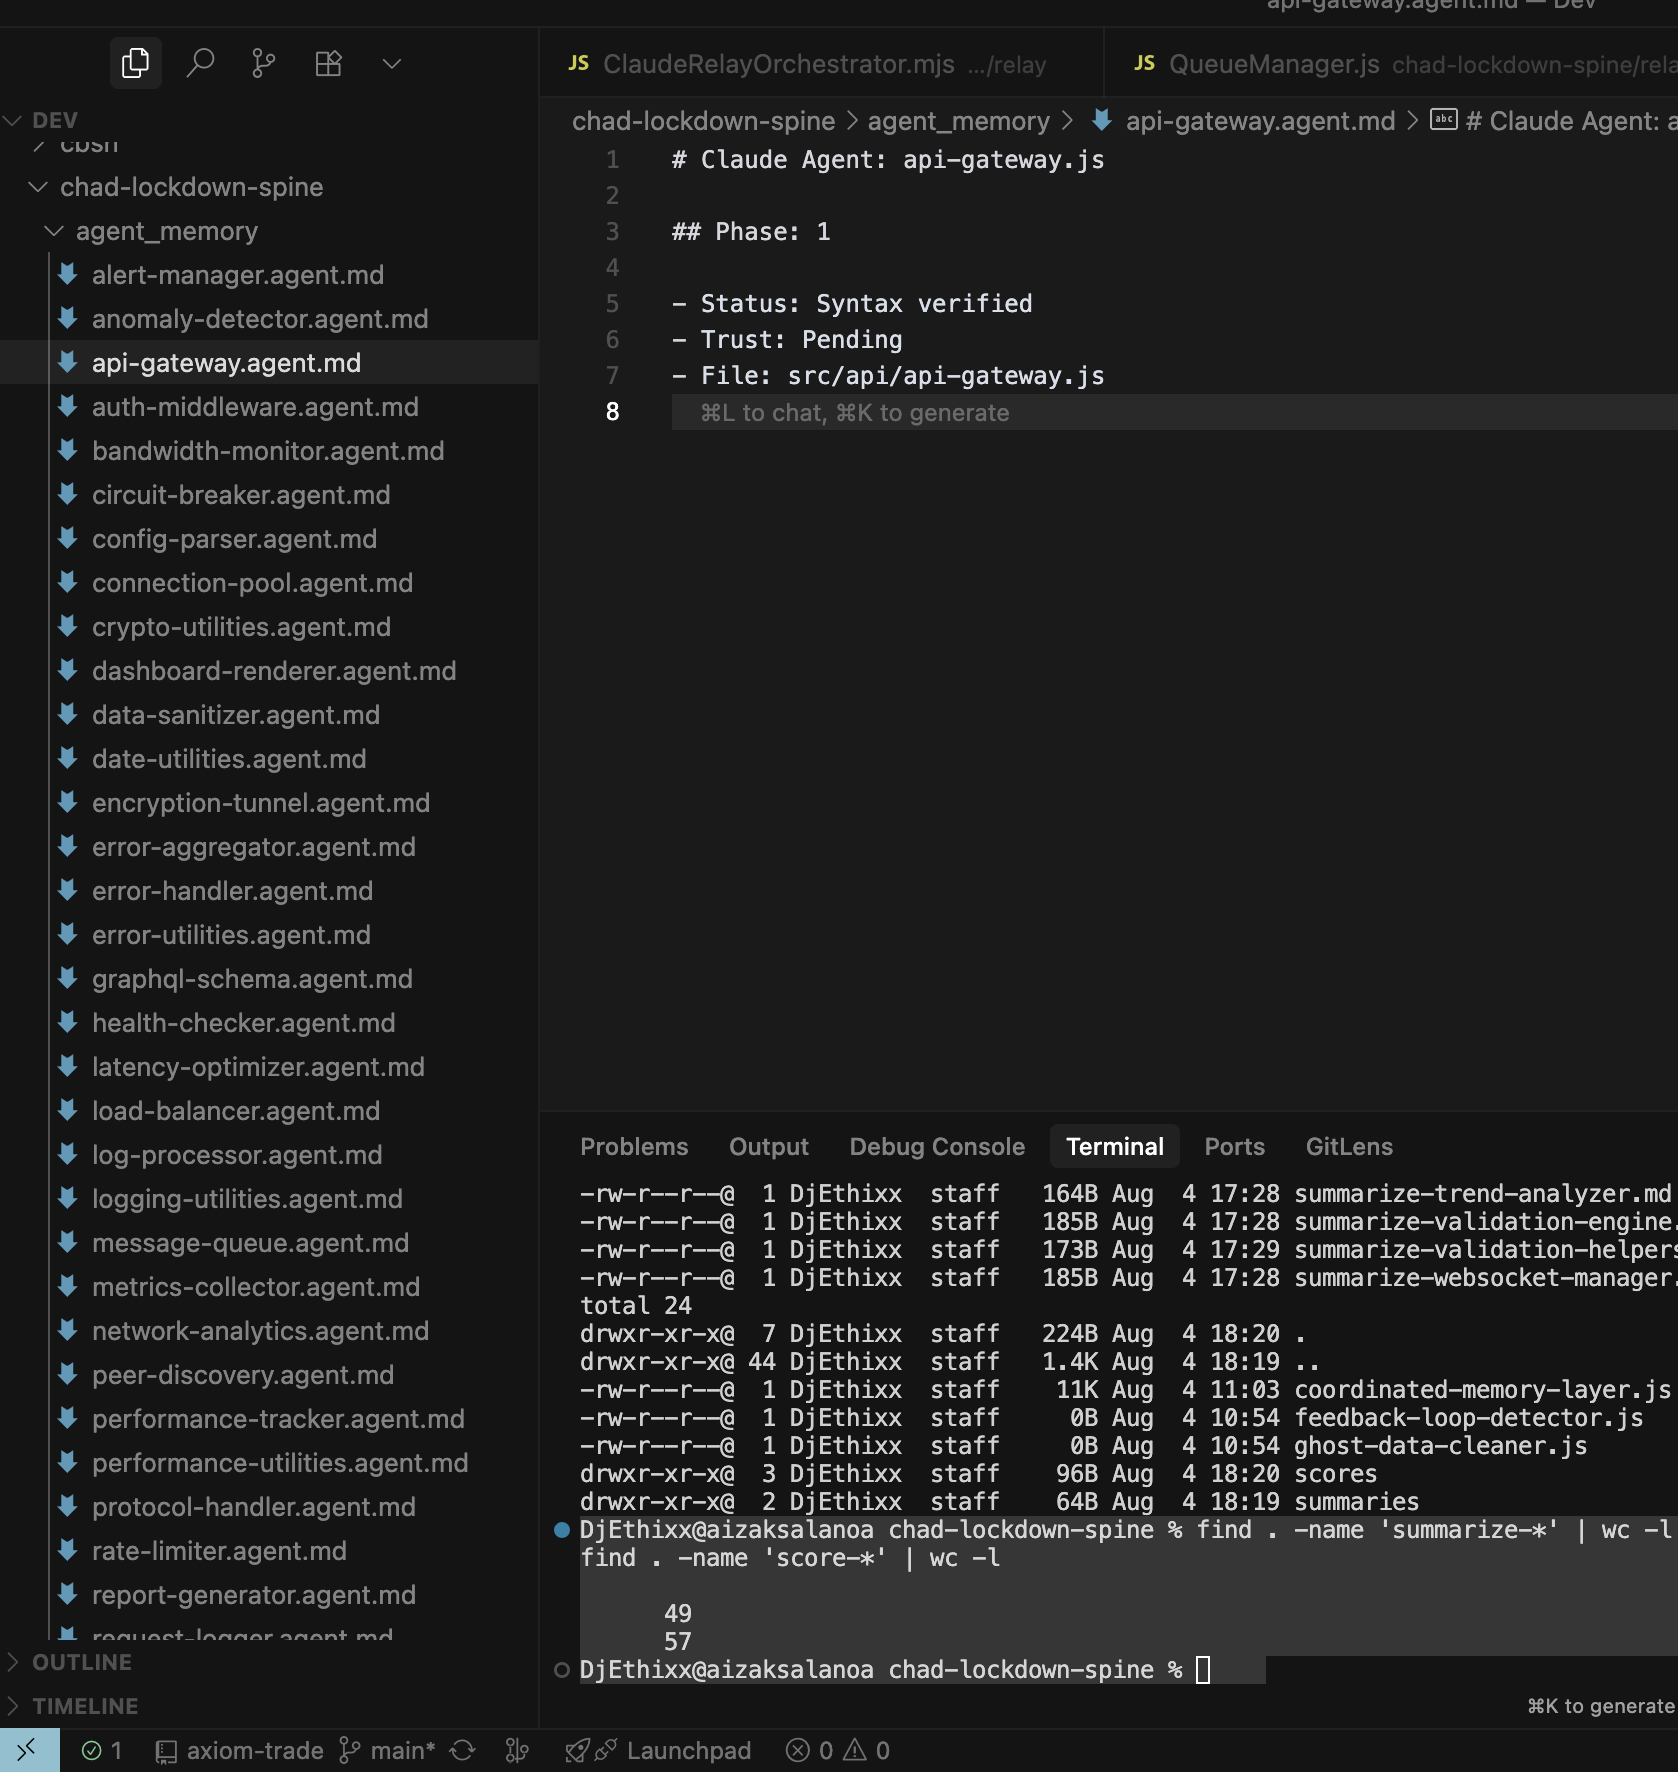 api-gateway.agent.md — Dev
JS ClaudeRelayOrchestrator.mjs .../relay
JS QueueManager.js chad-lockdown-spine/rela
DEV
cbsh
chad-lockdown-spine
agent_memory
alert-manager.agent.md
anomaly-detector.agent.md
api-gateway.agent.md
auth-middleware.agent.md
bandwidth-monitor.agent.md
circuit-breaker.agent.md
config-parser.agent.md
connection-pool.agent.md
crypto-utilities.agent.md
dashboard-renderer.agent.md
data-sanitizer.agent.md
date-utilities.agent.md
encryption-tunnel.agent.md
error-aggregator.agent.md
error-handler.agent.md
error-utilities.agent.md
graphql-schema.agent.md
health-checker.agent.md
latency-optimizer.agent.md
load-balancer.agent.md
log-processor.agent.md
logging-utilities.agent.md
message-queue.agent.md
metrics-collector.agent.md
network-analytics.agent.md
peer-discovery.agent.md
performance-tracker.agent.md
performance-utilities.agent.md
protocol-handler.agent.md
rate-limiter.agent.md
report-generator.agent.md
request-logger.agent.md
OUTLINE
TIMELINE
chad-lockdown-spine > agent_memory > api-gateway.agent.md > abc # Claude Agent: a
1 # Claude Agent: api-gateway.js
2
3 ## Phase: 1
4
5 - Status: Syntax verified
6 - Trust: Pending
7 - File: src/api/api-gateway.js
8 ⌘L to chat, ⌘K to generate
Problems Output Debug Console Terminal Ports GitLens
-rw-r--r--@ 1 DjEthixx staff 164B Aug 4 17:28 summarize-trend-analyzer.md
-rw-r--r--@ 1 DjEthixx staff 185B Aug 4 17:28 summarize-validation-engine.
-rw-r--r--@ 1 DjEthixx staff 173B Aug 4 17:29 summarize-validation-helpers
-rw-r--r--@ 1 DjEthixx staff 185B Aug 4 17:28 summarize-websocket-manager.
total 24
drwxr-xr-x@ 7 DjEthixx staff 224B Aug 4 18:20 .
drwxr-xr-x@ 44 DjEthixx staff 1.4K Aug 4 18:19 ..
-rw-r--r--@ 1 DjEthixx staff 11K Aug 4 11:03 coordinated-memory-layer.js
-rw-r--r--@ 1 DjEthixx staff 0B Aug 4 10:54 feedback-loop-detector.js
-rw-r--r--@ 1 DjEthixx staff 0B Aug 4 10:54 ghost-data-cleaner.js
drwxr-xr-x@ 3 DjEthixx staff 96B Aug 4 18:20 scores
drwxr-xr-x@ 2 DjEthixx staff 64B Aug 4 18:19 summaries
DjEthixx@aizaksalanoa chad-lockdown-spine % find . -name 'summarize-*' | wc -l
find . -name 'score-*' | wc -l
49
57
DjEthixx@aizaksalanoa chad-lockdown-spine %
⌘K to generate
1 axiom-trade main* Launchpad 0 0